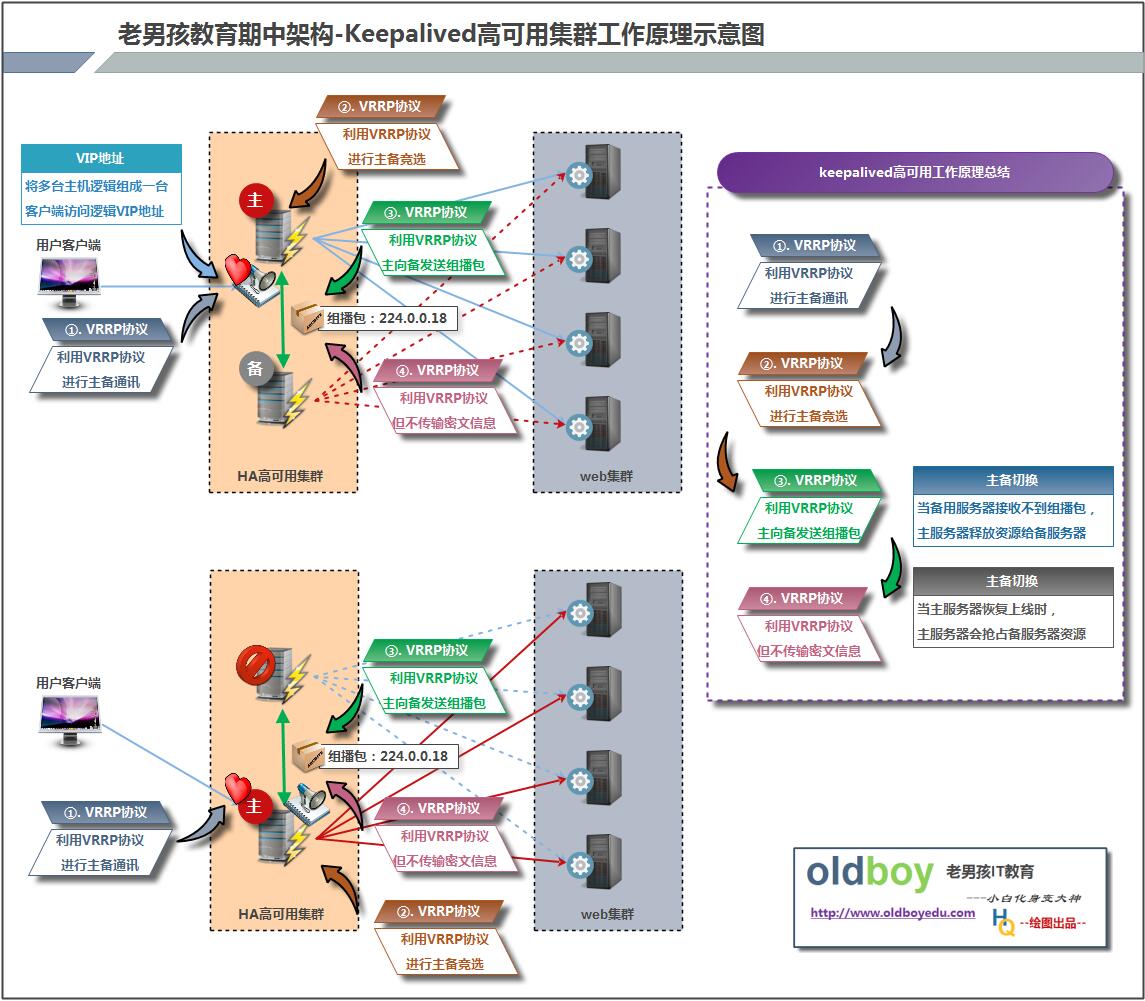 老男孩教育期中架构-Keepalived高可用集群工作原理示意图
②. VRRP协议
利用VRRP协议
进行主备竞选
VIP地址
将多台主机逻辑组成一台
客户端访问逻辑VIP地址
用户客户端
①. VRRP协议
利用VRRP协议
进行主备通讯
主
③. VRRP协议
利用VRRP协议
主向备发送组播包
组播包：224.0.0.18
备
④. VRRP协议
利用VRRP协议
但不传输密文信息
HA高可用集群
web集群
keepalived高可用工作原理总结
①. VRRP协议
利用VRRP协议
进行主备通讯
②. VRRP协议
利用VRRP协议
进行主备竞选
③. VRRP协议
利用VRRP协议
主向备发送组播包
④. VRRP协议
利用VRRP协议
但不传输密文信息
主备切换
当备用服务器接收不到组播包，
主服务器释放资源给备服务器
主备切换
当主服务器恢复上线时，
主服务器会抢占备服务器资源
③. VRRP协议
利用VRRP协议
主向备发送组播包
用户客户端
组播包：224.0.0.18
主
①. VRRP协议
利用VRRP协议
进行主备通讯
④. VRRP协议
利用VRRP协议
但不传输密文信息
HA高可用集群
web集群
②. VRRP协议
利用VRRP协议
进行主备竞选
oldboy 老男孩IT教育
---小白化身变大神
http://www.oldboyedu.com
HQ --绘图出品--